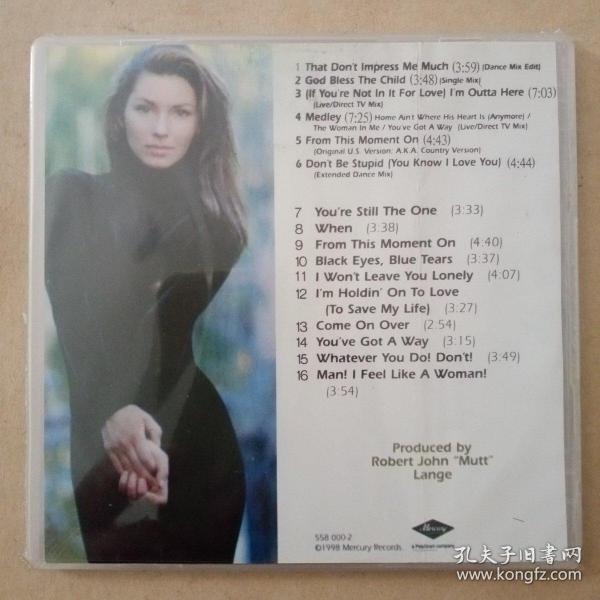 1 That Don't Impress Me Much (3:59) (Dance Mix Edit)
2 God Bless The Child (3:48) (Single Mix)
3 (If You're Not In It For Love) I'm Outta Here (7:03)
(Live/Direct TV Mix)
4 Medley (7:25) Home Ain't Where His Heart Is (Anymore) /
The Woman In Me / You've Got A Way (Live/Direct TV Mix)
5 From This Moment On (4:43)
(Original U.S. Version: A.K.A. Country Version)
6 Don't Be Stupid (You Know I Love You) (4:44)
(Extended Dance Mix)
7 You're Still The One (3:33)
8 When (3:38)
9 From This Moment On (4:40)
10 Black Eyes, Blue Tears (3:37)
11 I Won't Leave You Lonely (4:07)
12 I'm Holdin' On To Love
(To Save My Life) (3:27)
13 Come On Over (2:54)
14 You've Got A Way (3:15)
15 Whatever You Do! Don't! (3:49)
16 Man! I Feel Like A Woman!
(3:54)
Produced by
Robert John "Mutt"
Lange
558 000-2
©1998 Mercury Records.
Mercury
a PolyGram company
孔夫子旧書网
www.kongfz.com